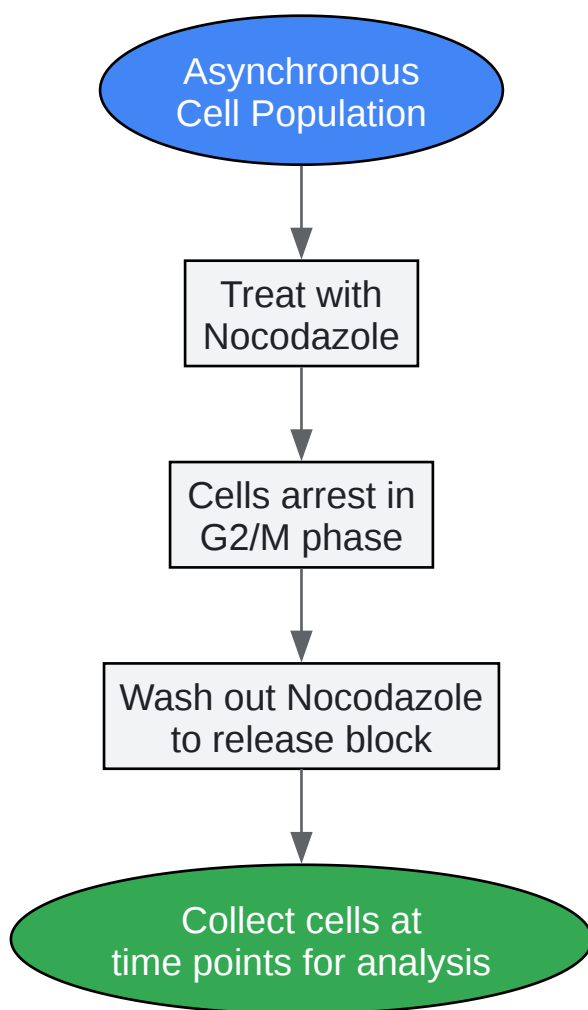 Asynchronous
Cell Population
Treat with
Nocodazole
Cells arrest in
G2/M phase
Wash out Nocodazole
to release block
Collect cells at
time points for analysis